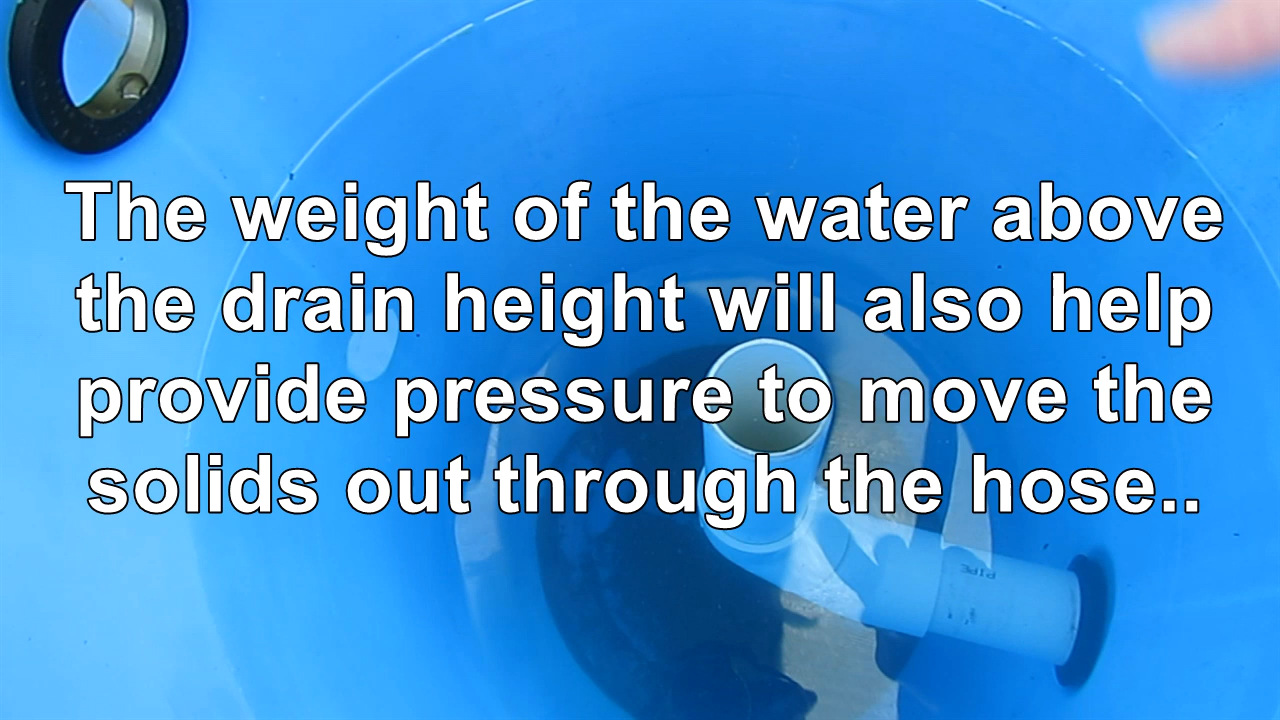 The weight of the water above
the drain height will also help
provide pressure to move the
solids out through the hose..
PIPE